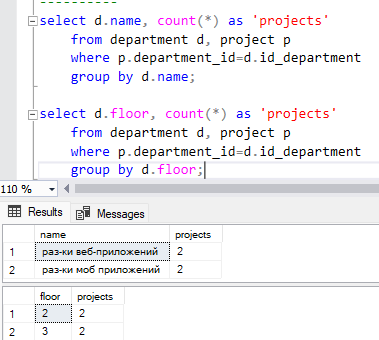 ----------
select d.name, count(*) as 'projects'
from department d, project p
where p.department_id=d.id_department
group by d.name;
select d.floor, count(*) as 'projects'
from department d, project p
where p.department_id=d.id_department
group by d.floor;
110 %
Results Messages
name projects
1 раз-ки веб-приложений 2
2 раз-ки моб приложений 2
floor projects
1 2 2
2 3 2